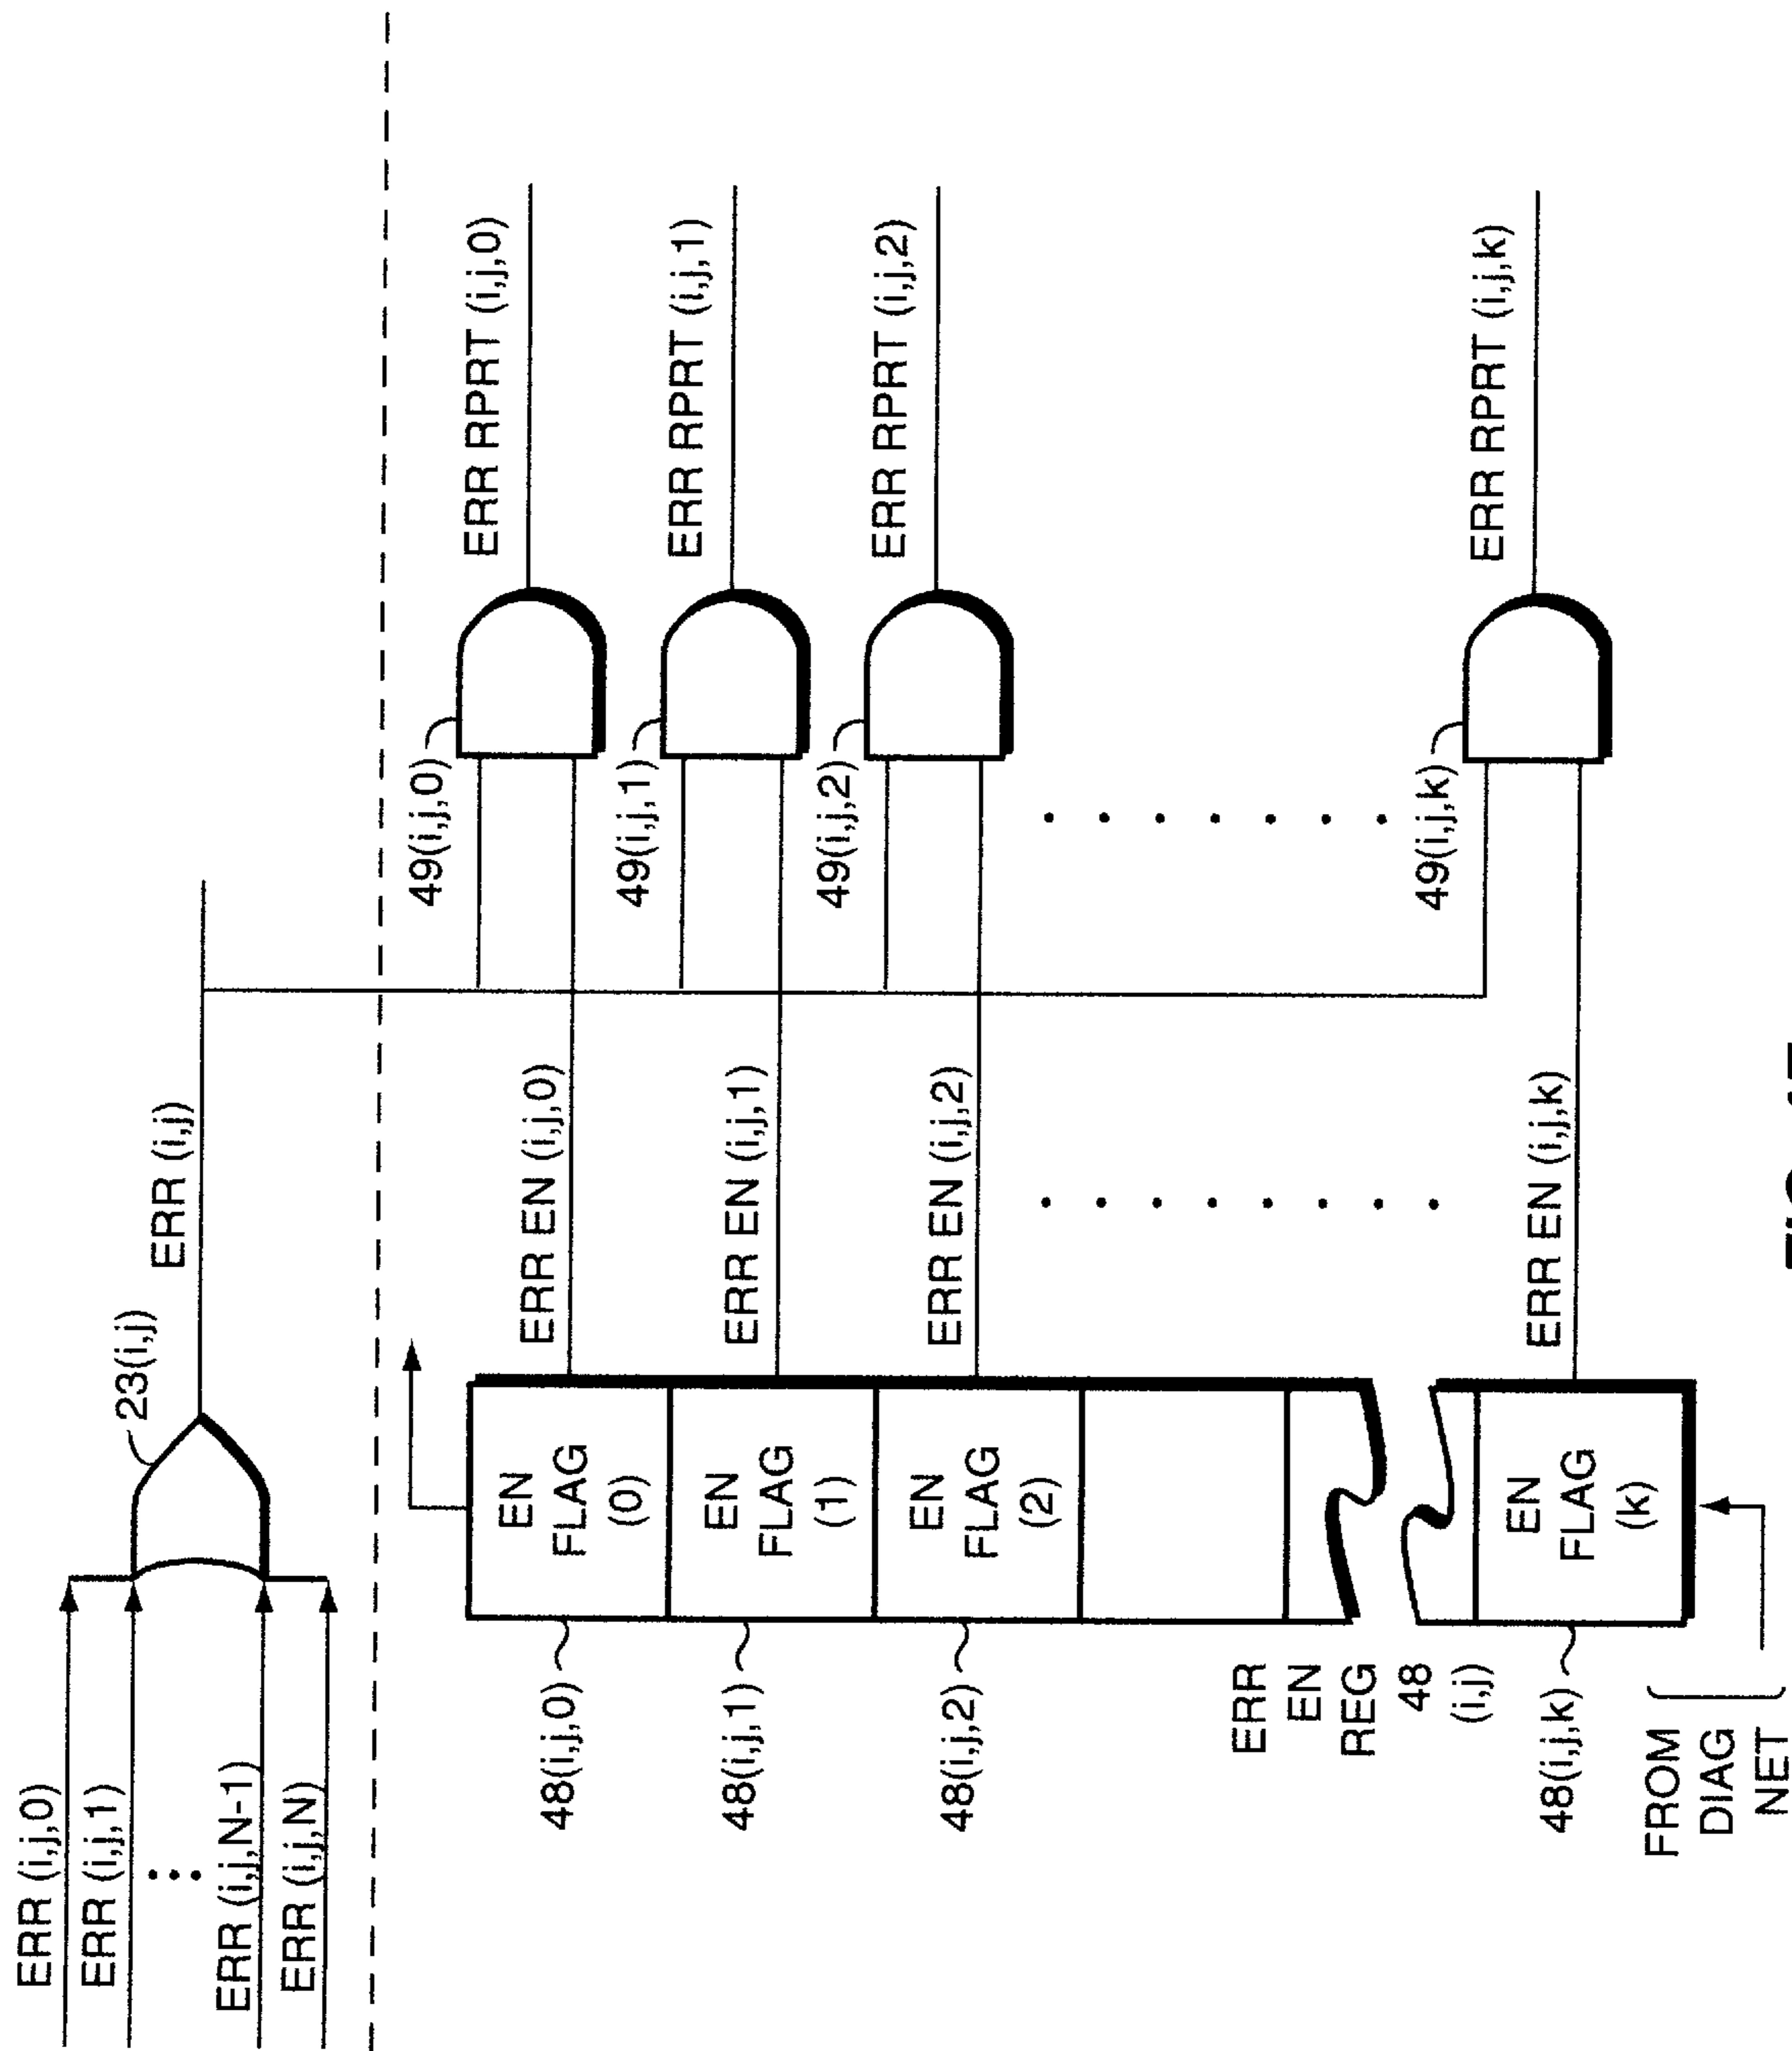 ERR (i,j,0)
ERR (i,j,1)
ERR (i,j,N-1)
ERR (i,j,N)
23(i,j)
ERR (i,j)
48(i,j,0)
EN
FLAG
(0)
ERR EN (i,j,0)
49(i,j,0)
ERR RPRT (i,j,0)
48(i,j,1)
EN
FLAG
(1)
ERR EN (i,j,1)
49(i,j,1)
ERR RPRT (i,j,1)
48(i,j,2)
EN
FLAG
(2)
ERR EN (i,j,2)
49(i,j,2)
ERR RPRT (i,j,2)
ERR
EN
REG
48
(i,j)
48(i,j,k)
EN
FLAG
(k)
ERR EN (i,j,k)
49(i,j,k)
ERR RPRT (i,j,k)
FROM
DIAG
NET